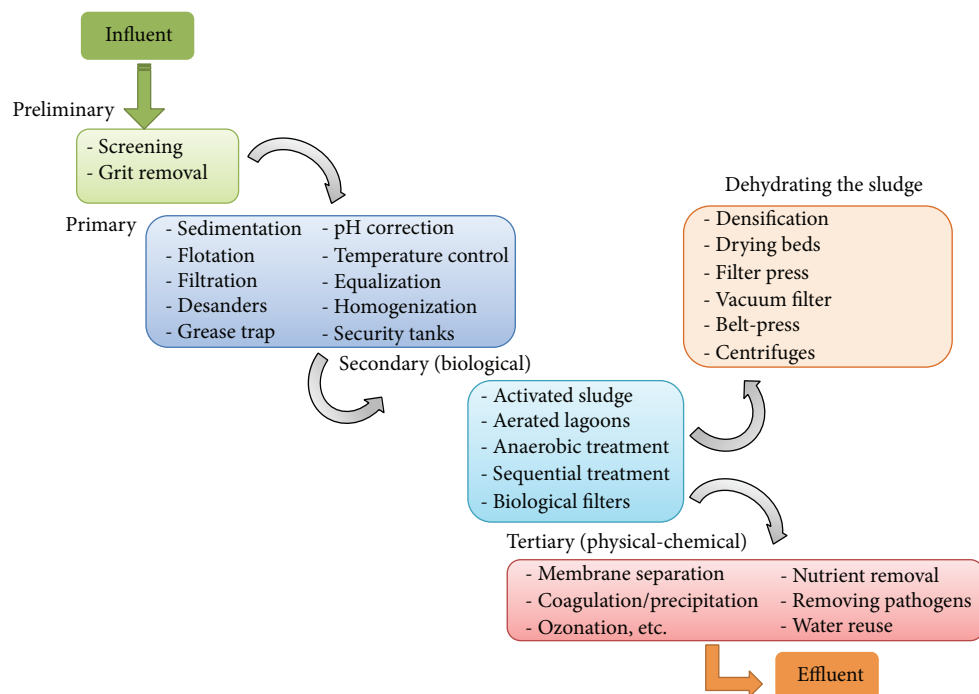 Influent
Preliminary
- Screening
- Grit removal
Primary
- Sedimentation
- Flotation
- Filtration
- Desanders
- Grease trap
- pH correction
- Temperature control
- Equalization
- Homogenization
- Security tanks
Secondary (biological)
- Activated sludge
- Aerated lagoons
- Anaerobic treatment
- Sequential treatment
- Biological filters
Dehydrating the sludge
- Densification
- Drying beds
- Filter press
- Vacuum filter
- Belt-press
- Centrifuges
Tertiary (physical-chemical)
- Membrane separation
- Coagulation/precipitation
- Ozonation, etc.
- Nutrient removal
- Removing pathogens
- Water reuse
Effluent